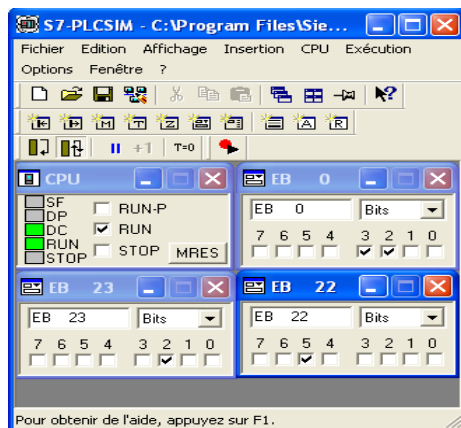 S7-PLCSIM - C:\Program Files\Sie...
Fichier Edition Affichage Insertion CPU Exécution
Options Fenêtre ?
+1 T=0
CPU
SF
DP
DC
RUN
STOP
RUN-P
RUN
STOP
MRES
EB 0
EB 0 Bits
7 6 5 4 3 2 1 0
EB 23
EB 23 Bits
7 6 5 4 3 2 1 0
EB 22
EB 22 Bits
7 6 5 4 3 2 1 0
Pour obtenir de l'aide, appuyez sur F1.